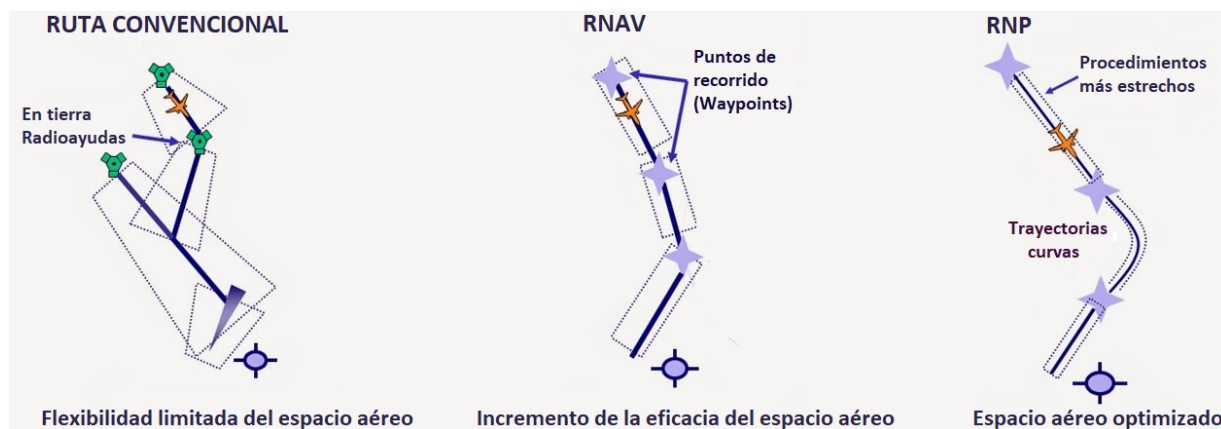 RUTA CONVENCIONAL
En tierra
Radioayudas
Flexibilidad limitada del espacio aéreo
RNAV
Puntos de
recorrido
(Waypoints)
Incremento de la eficacia del espacio aéreo
RNP
Procedimientos
más estrechos
Trayectorias
curvas
Espacio aéreo optimizado